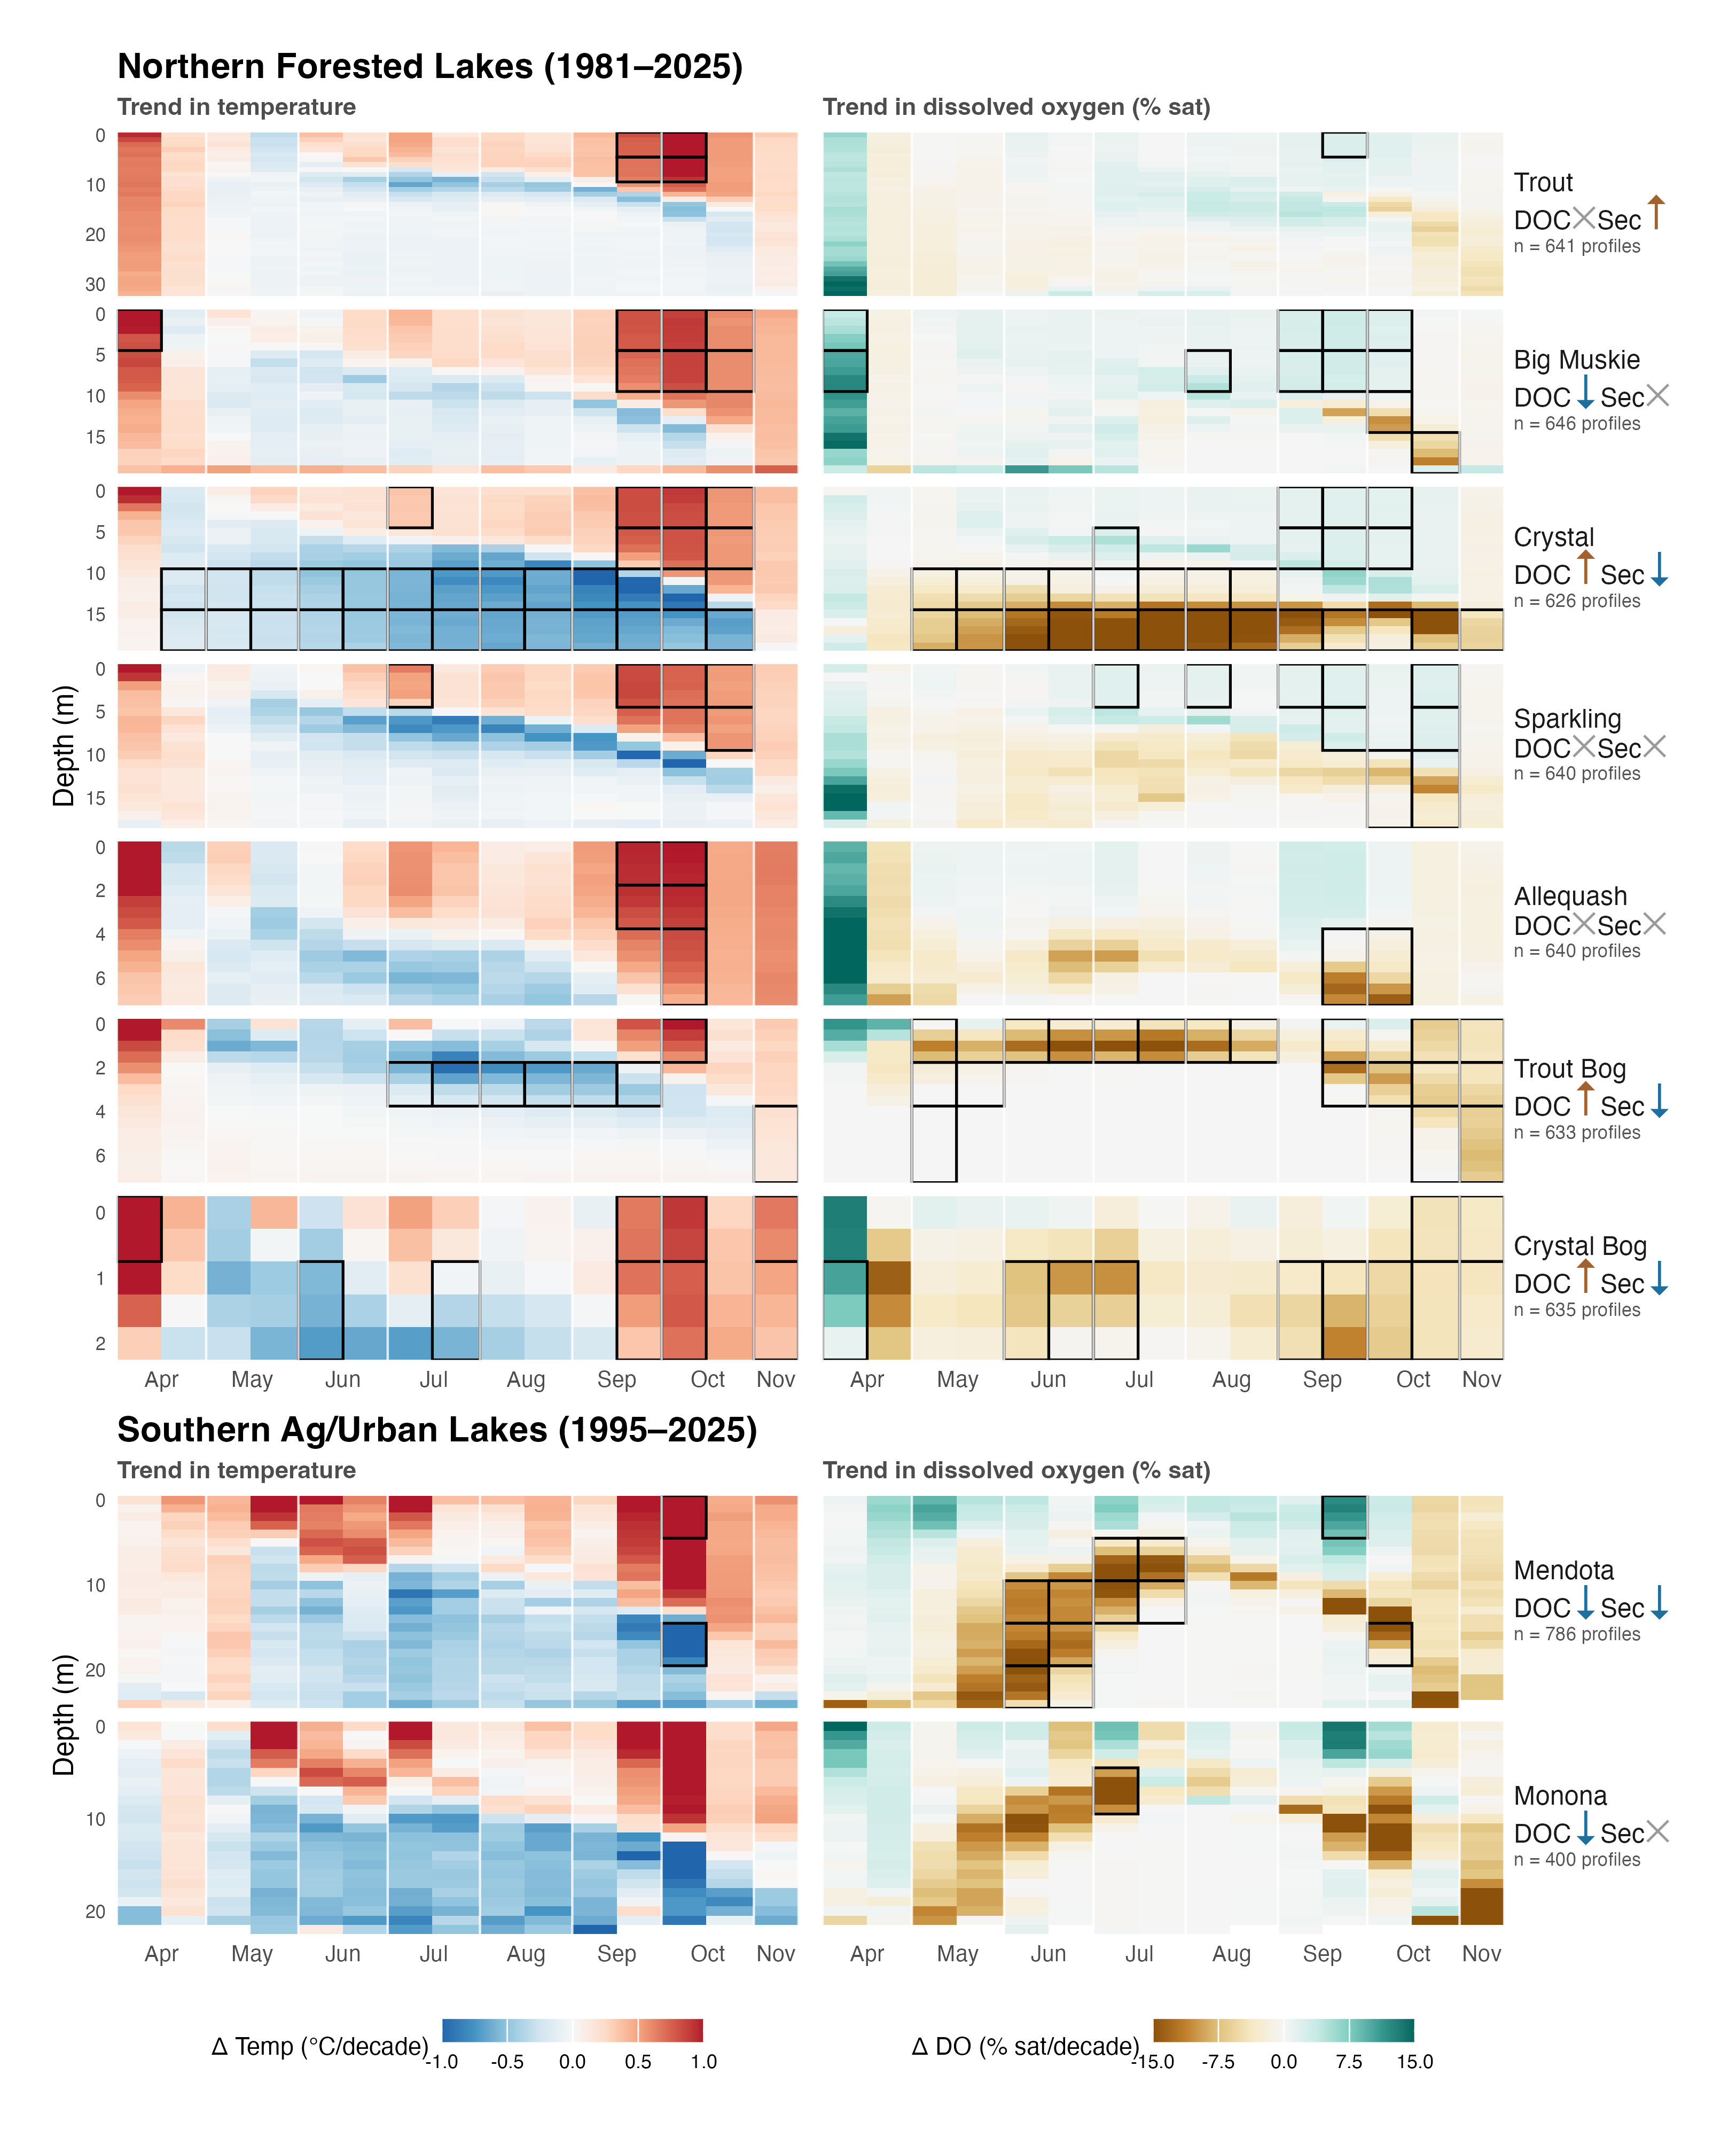 Northern Forested Lakes (1981–2025)
Trend in temperature
Trend in dissolved oxygen (% sat)
0
10
20
30
Trout
DOC Sec
n = 641 profiles
0
5
10
15
Big Muskie
DOC Sec
n = 646 profiles
0
5
10
15
Crystal
DOC Sec
n = 626 profiles
Depth (m)
0
5
10
15
Sparkling
DOC Sec
n = 640 profiles
0
2
4
6
Allequash
DOC Sec
n = 640 profiles
0
2
4
6
Trout Bog
DOC Sec
n = 633 profiles
0
1
2
Crystal Bog
DOC Sec
n = 635 profiles
Apr May Jun Jul Aug Sep Oct Nov
Apr May Jun Jul Aug Sep Oct Nov
Southern Ag/Urban Lakes (1995–2025)
Trend in temperature
Trend in dissolved oxygen (% sat)
Depth (m)
0
10
20
Mendota
DOC Sec
n = 786 profiles
0
10
20
Monona
DOC Sec
n = 400 profiles
Apr May Jun Jul Aug Sep Oct Nov
Apr May Jun Jul Aug Sep Oct Nov
Δ Temp (°C/decade)
-1.0 -0.5 0.0 0.5 1.0
Δ DO (% sat/decade)
-15.0 -7.5 0.0 7.5 15.0